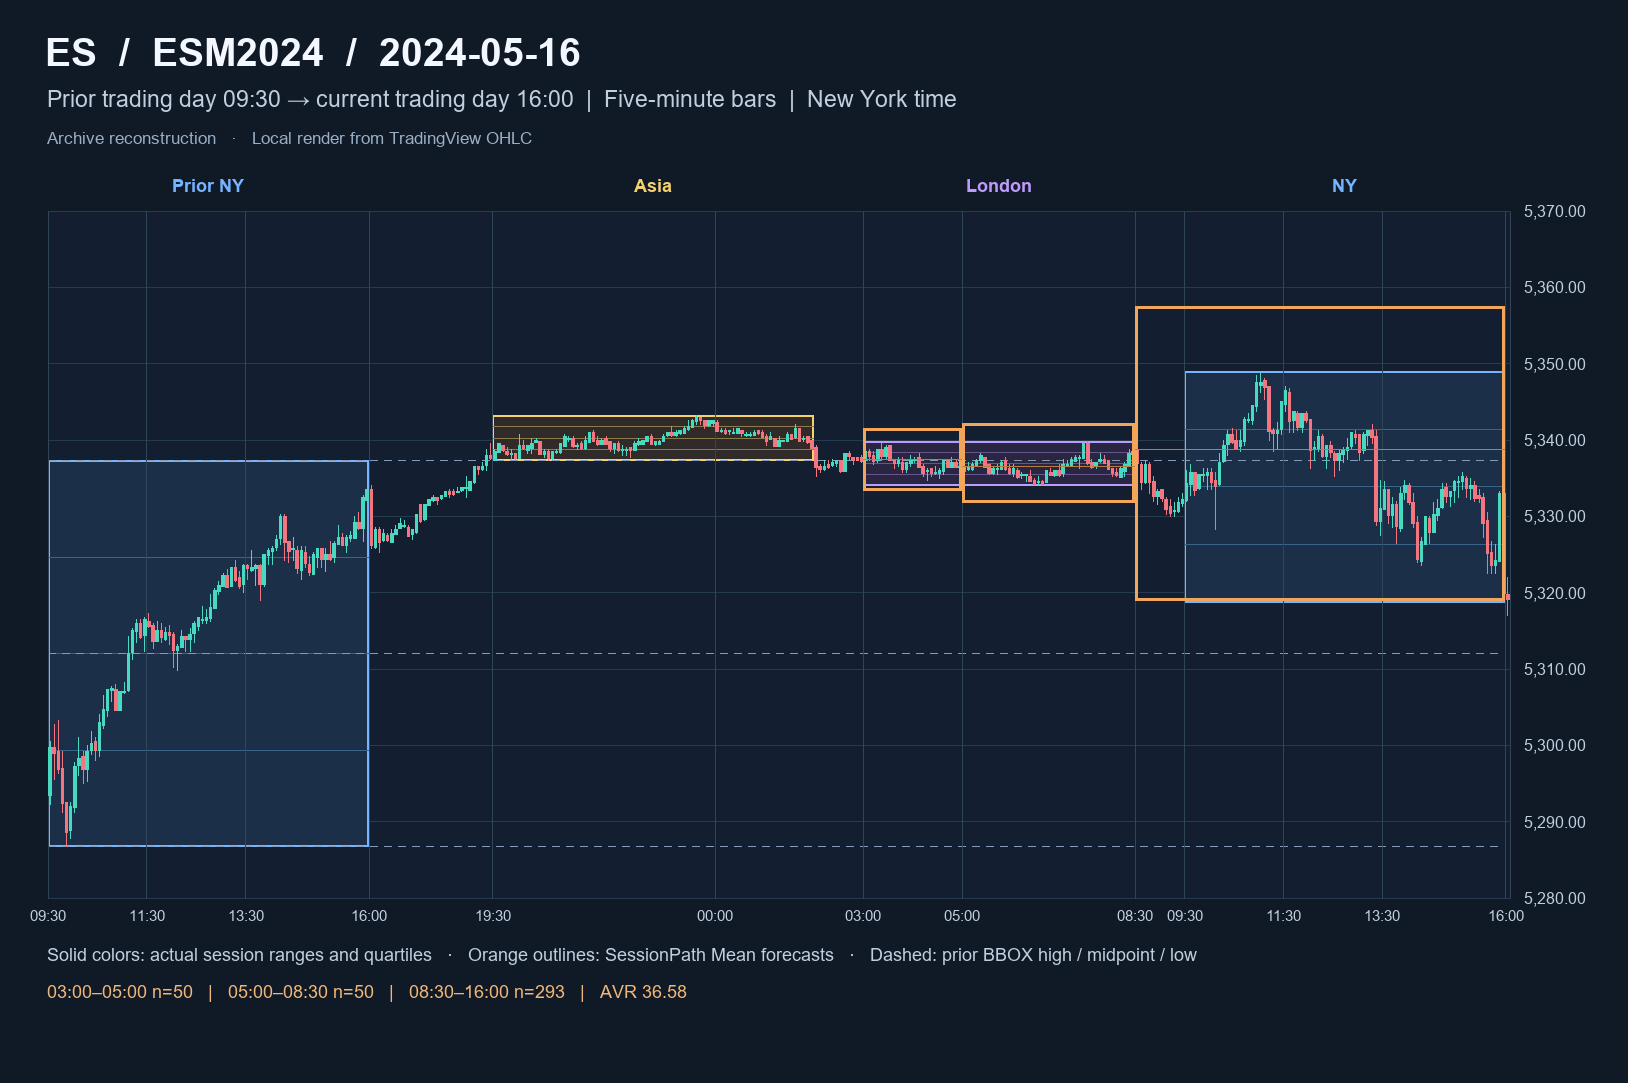 ES / ESM2024 / 2024-05-16
Prior trading day 09:30 → current trading day 16:00 | Five-minute bars | New York time
Archive reconstruction · Local render from TradingView OHLC
Prior NY Asia London NY
5,370.00
5,360.00
5,350.00
5,340.00
5,330.00
5,320.00
5,310.00
5,300.00
5,290.00
5,280.00
09:30 11:30 13:30 16:00 19:30 00:00 03:00 05:00 08:30 09:30 11:30 13:30 16:00
Solid colors: actual session ranges and quartiles · Orange outlines: SessionPath Mean forecasts · Dashed: prior BBOX high / midpoint / low
03:00–05:00 n=50 | 05:00–08:30 n=50 | 08:30–16:00 n=293 | AVR 36.58